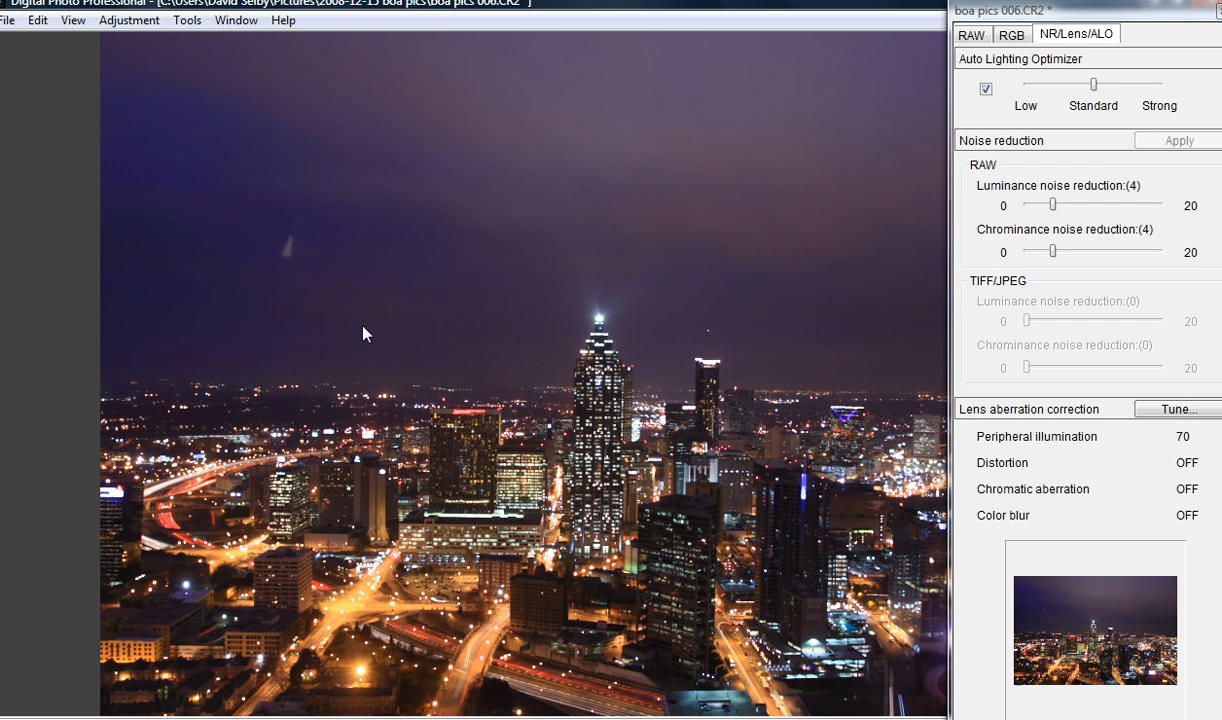 Digital Photo Professional - [C:\Users\David Selby\Pictures\2008-12-15 boa pics\boa pics 006.CR2 *]
File Edit View Adjustment Tools Window Help
boa pics 006.CR2 *
RAW RGB NR/Lens/ALO
Auto Lighting Optimizer
Low Standard Strong
Noise reduction Apply
RAW
Luminance noise reduction:(4)
0 20
Chrominance noise reduction:(4)
0 20
TIFF/JPEG
Luminance noise reduction:(0)
0 20
Chrominance noise reduction:(0)
0 20
Lens aberration correction Tune...
Peripheral illumination 70
Distortion OFF
Chromatic aberration OFF
Color blur OFF